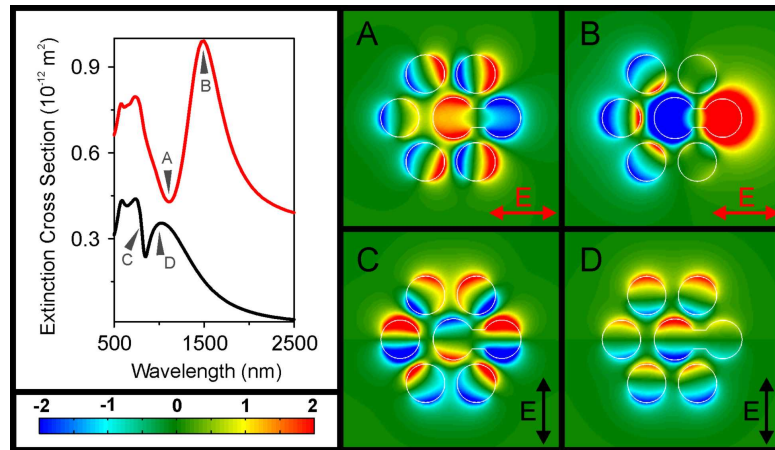 Extinction Cross Section (10⁻¹² m²)
0.9
0.6
0.3
A
B
C
D
500 1500 2500
Wavelength (nm)
-2 -1 0 1 2
A
E
B
E
C
E
D
E